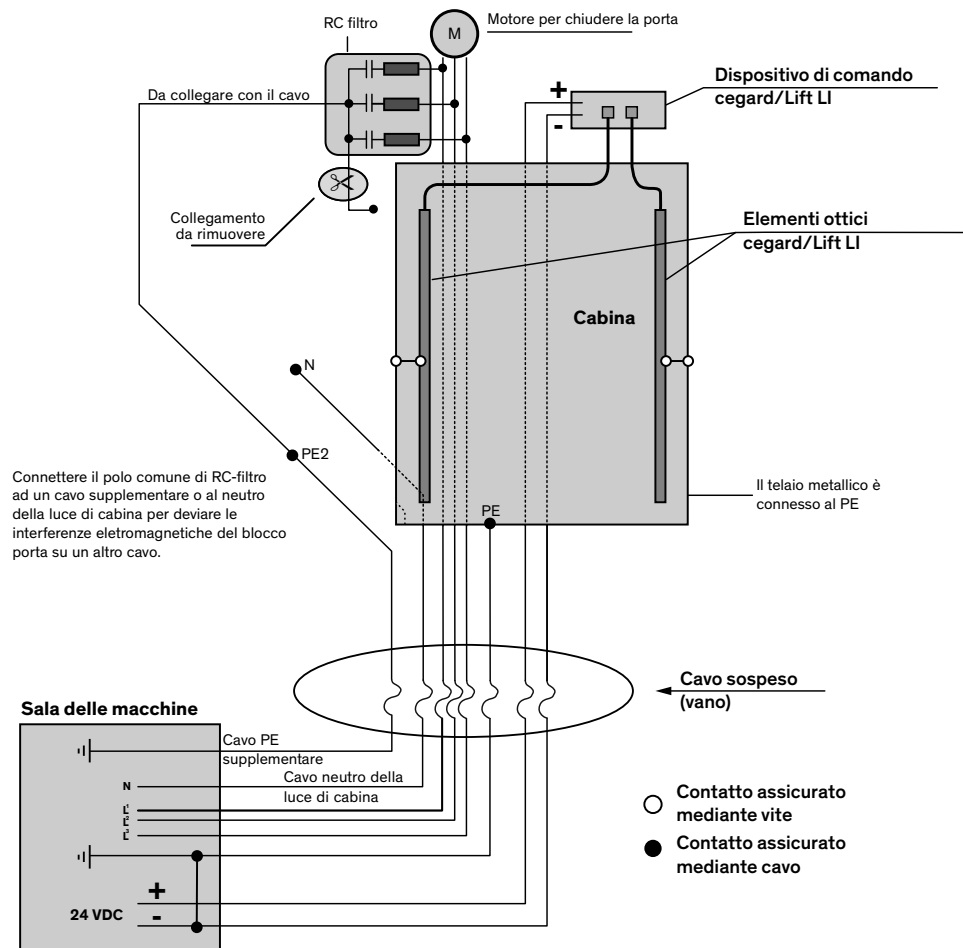 RC filtro
Motore per chiudere la porta
M
Da collegare con il cavo
+
-
Dispositivo di comando
cegard/Lift LI
Collegamento
da rimuovere
Elementi ottici
cegard/Lift LI
Cabina
N
PE2
Connettere il polo comune di RC-filtro
ad un cavo supplementare o al neutro
della luce di cabina per deviare le
interferenze eletromagnetiche del blocco
porta su un altro cavo.
PE
Il telaio metallico è
connesso al PE
Cavo sospeso
(vano)
Sala delle macchine
Cavo PE
supplementare
N
Cavo neutro della
luce di cabina
L1
L2
L3
+
24 VDC
-
Contatto assicurato
mediante vite
Contatto assicurato
mediante cavo